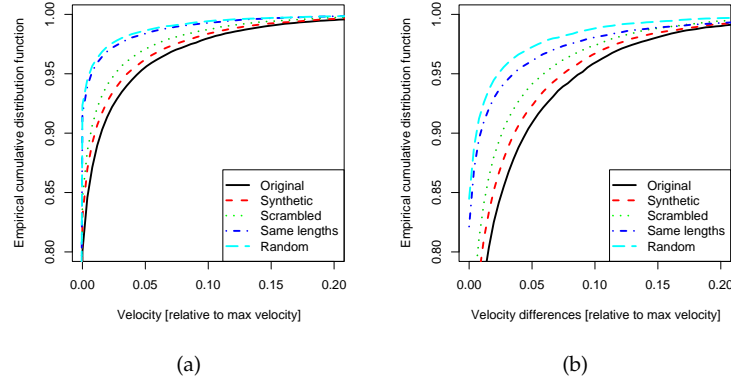 Empirical cumulative distribution function
1.00
0.95
0.90
0.85
0.80
Original
Synthetic
Scrambled
Same lengths
Random
0.00 0.05 0.10 0.15 0.20
Velocity [relative to max velocity]
(a)
Empirical cumulative distribution function
1.00
0.95
0.90
0.85
0.80
Original
Synthetic
Scrambled
Same lengths
Random
0.00 0.05 0.10 0.15 0.20
Velocity differences [relative to max velocity]
(b)